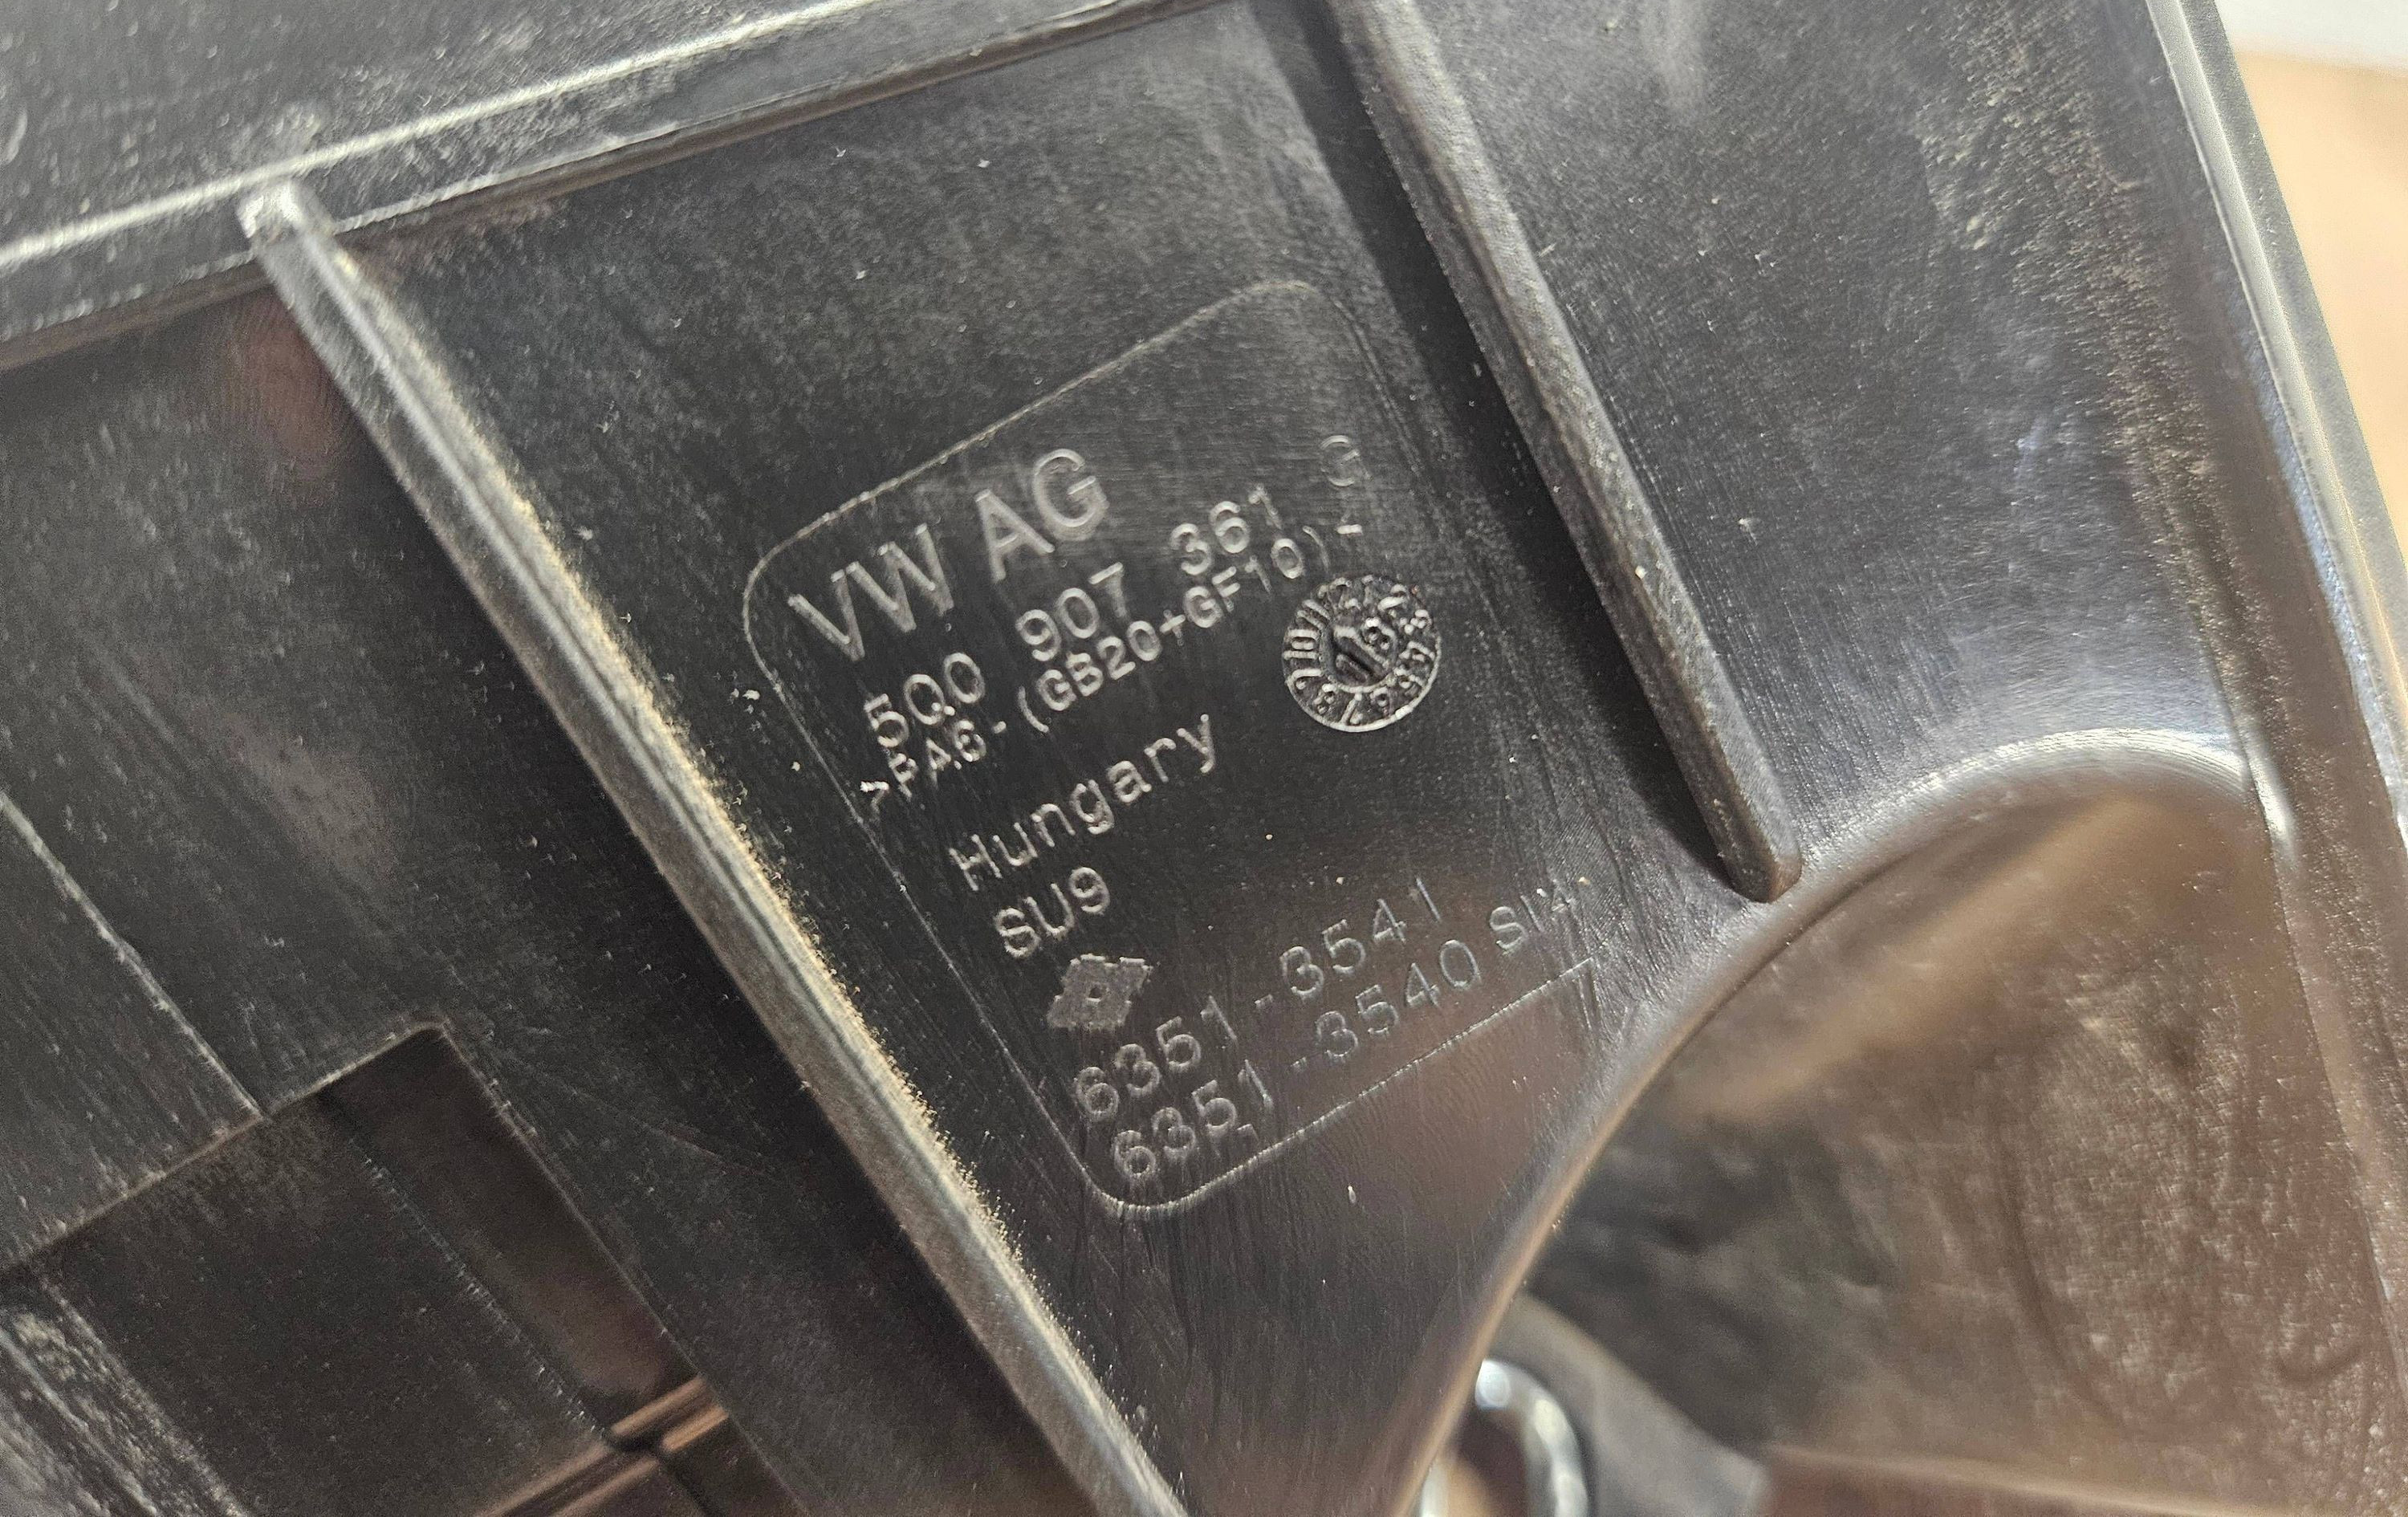 VW AG
5Q0 907 361 G
>PA6-(GB20+GF10)<
Hungary
SU9
6351-3541
6351-3540